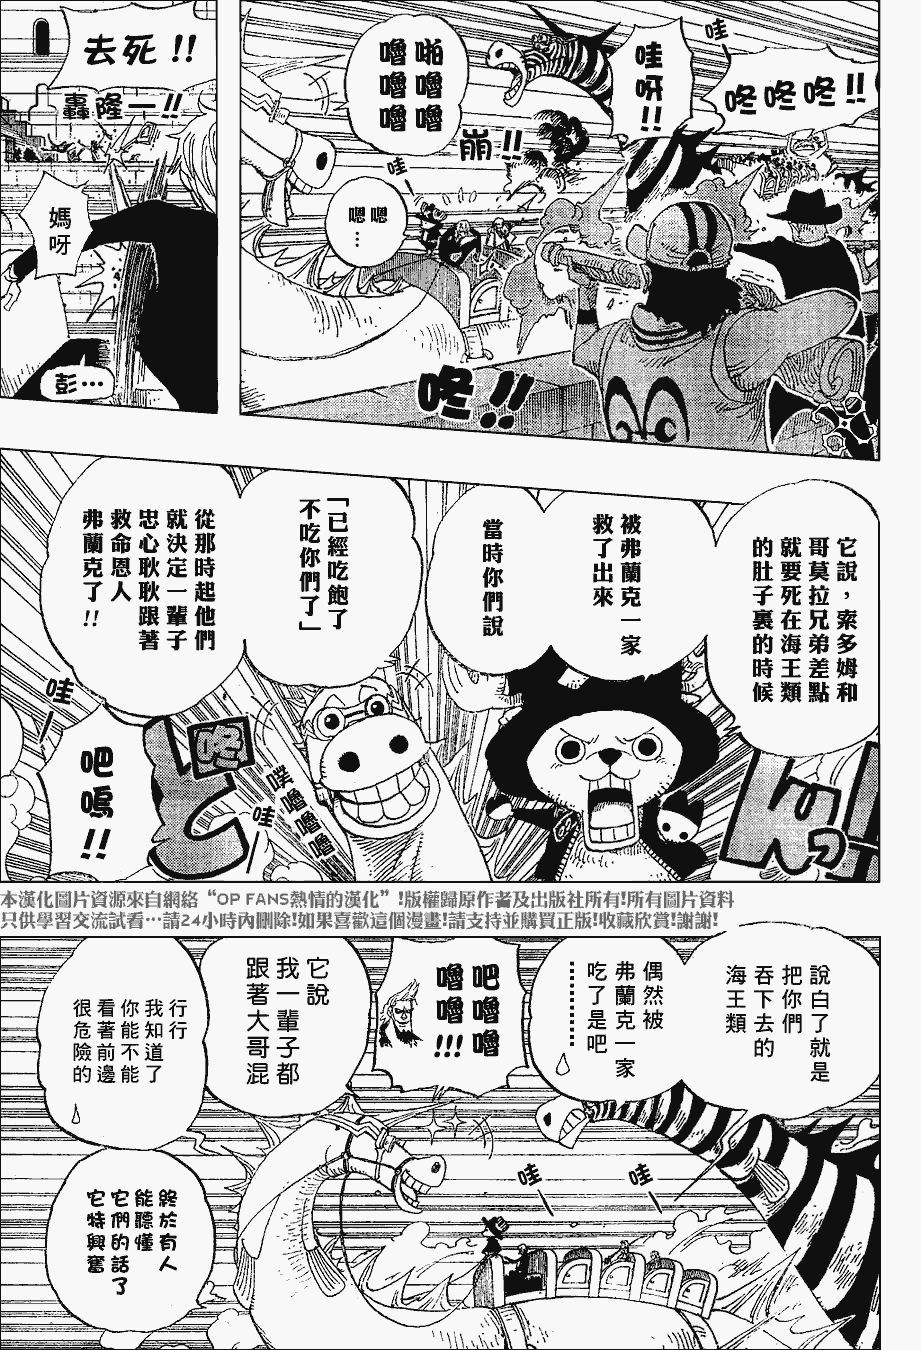 咚咚咚!!
哇
哇呀!!
啪嚕
嚕嚕
嚕嚕
崩!!
哇
嗯嗯
…
咚!!
去死!!
轟隆—!!
媽呀
彭…
它說，索多姆和
哥莫拉兄弟差點
就要死在海王類
的肚子裏的時候
被弗蘭克一家
救了出來
當時你們說
「已經吃飽了
不吃你們了」
從那時起他們
就決定一輩子
忠心耿耿跟著
救命恩人
弗蘭克了!!
哇
吧嗚!!
咚
噗嚕嚕嚕
哇
本漢化圖片資源來自網絡“OP FANS熱情的漢化”!版權歸原作者及出版社所有!所有圖片資料
只供學習交流試看…請24小時內刪除!如果喜歡這個漫畫!請支持並購買正版!收藏欣賞!謝謝!
說白了就是
把你們
吞下去的
海王類
偶然被
弗蘭克一家
吃了是吧
………
吧嚕嚕
嚕嚕!!!
它說
我一輩子都
跟著大哥混
行行
我知道了
你能不能
看著前邊
很危險的
哇
哇
終於有人
能聽懂
它們的話了
它特興奮